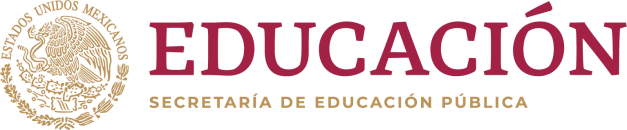 ESTADOS UNIDOS MEXICANOS
EDUCACIÓN
SECRETARÍA DE EDUCACIÓN PÚBLICA